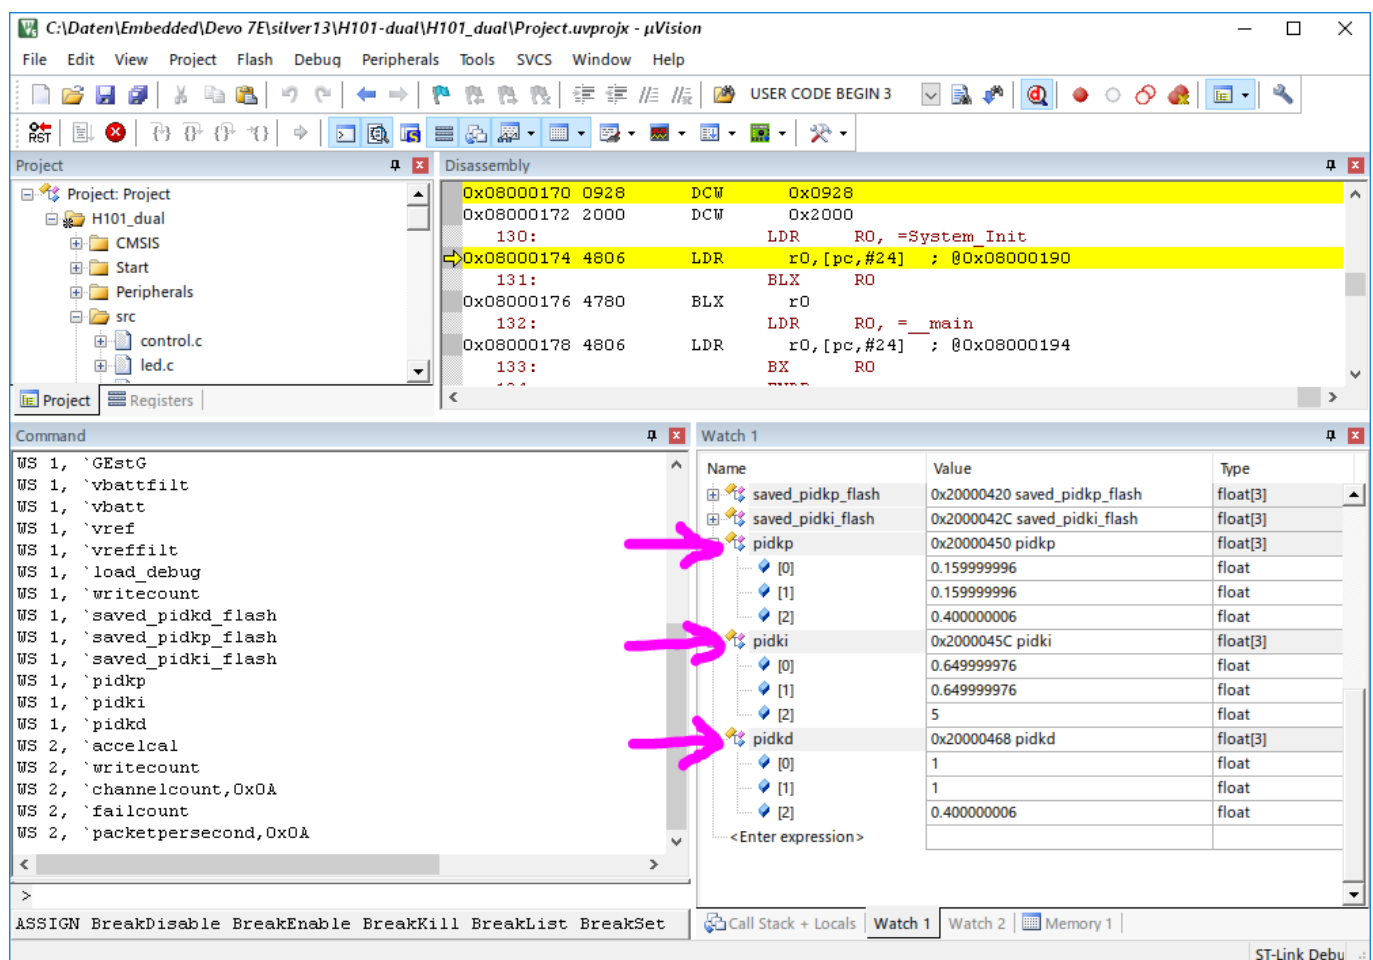 C:\Daten\Embedded\Devo 7E\silver13\H101-dual\H101_dual\Project.uvprojx - µVision
File Edit View Project Flash Debug Peripherals Tools SVCS Window Help
USER CODE BEGIN 3
RST
Project
Project: Project
H101_dual
CMSIS
Start
Peripherals
src
control.c
led.c
Project Registers
Disassembly
0x08000170 0928 DCW 0x0928
0x08000172 2000 DCW 0x2000
130: LDR R0, =System_Init
0x08000174 4806 LDR r0,[pc,#24] ; @0x08000190
131: BLX R0
0x08000176 4780 BLX r0
132: LDR R0, =__main
0x08000178 4806 LDR r0,[pc,#24] ; @0x08000194
133: BX R0
Command
WS 1, `GEstG
WS 1, `vbattfilt
WS 1, `vbatt
WS 1, `vref
WS 1, `vreffilt
WS 1, `load_debug
WS 1, `writecount
WS 1, `saved_pidkd_flash
WS 1, `saved_pidkp_flash
WS 1, `saved_pidki_flash
WS 1, `pidkp
WS 1, `pidki
WS 1, `pidkd
WS 2, `accelcal
WS 2, `writecount
WS 2, `channelcount,0x0A
WS 2, `failcount
WS 2, `packetpersecond,0x0A
>
ASSIGN BreakDisable BreakEnable BreakKill BreakList BreakSet
Watch 1
Name Value Type
saved_pidkp_flash 0x20000420 saved_pidkp_flash float[3]
saved_pidki_flash 0x2000042C saved_pidki_flash float[3]
pidkp 0x20000450 pidkp float[3]
[0] 0.159999996 float
[1] 0.159999996 float
[2] 0.400000006 float
pidki 0x2000045C pidki float[3]
[0] 0.649999976 float
[1] 0.649999976 float
[2] 5 float
pidkd 0x20000468 pidkd float[3]
[0] 1 float
[1] 1 float
[2] 0.400000006 float
<Enter expression>
Call Stack + Locals Watch 1 Watch 2 Memory 1
ST-Link Debu